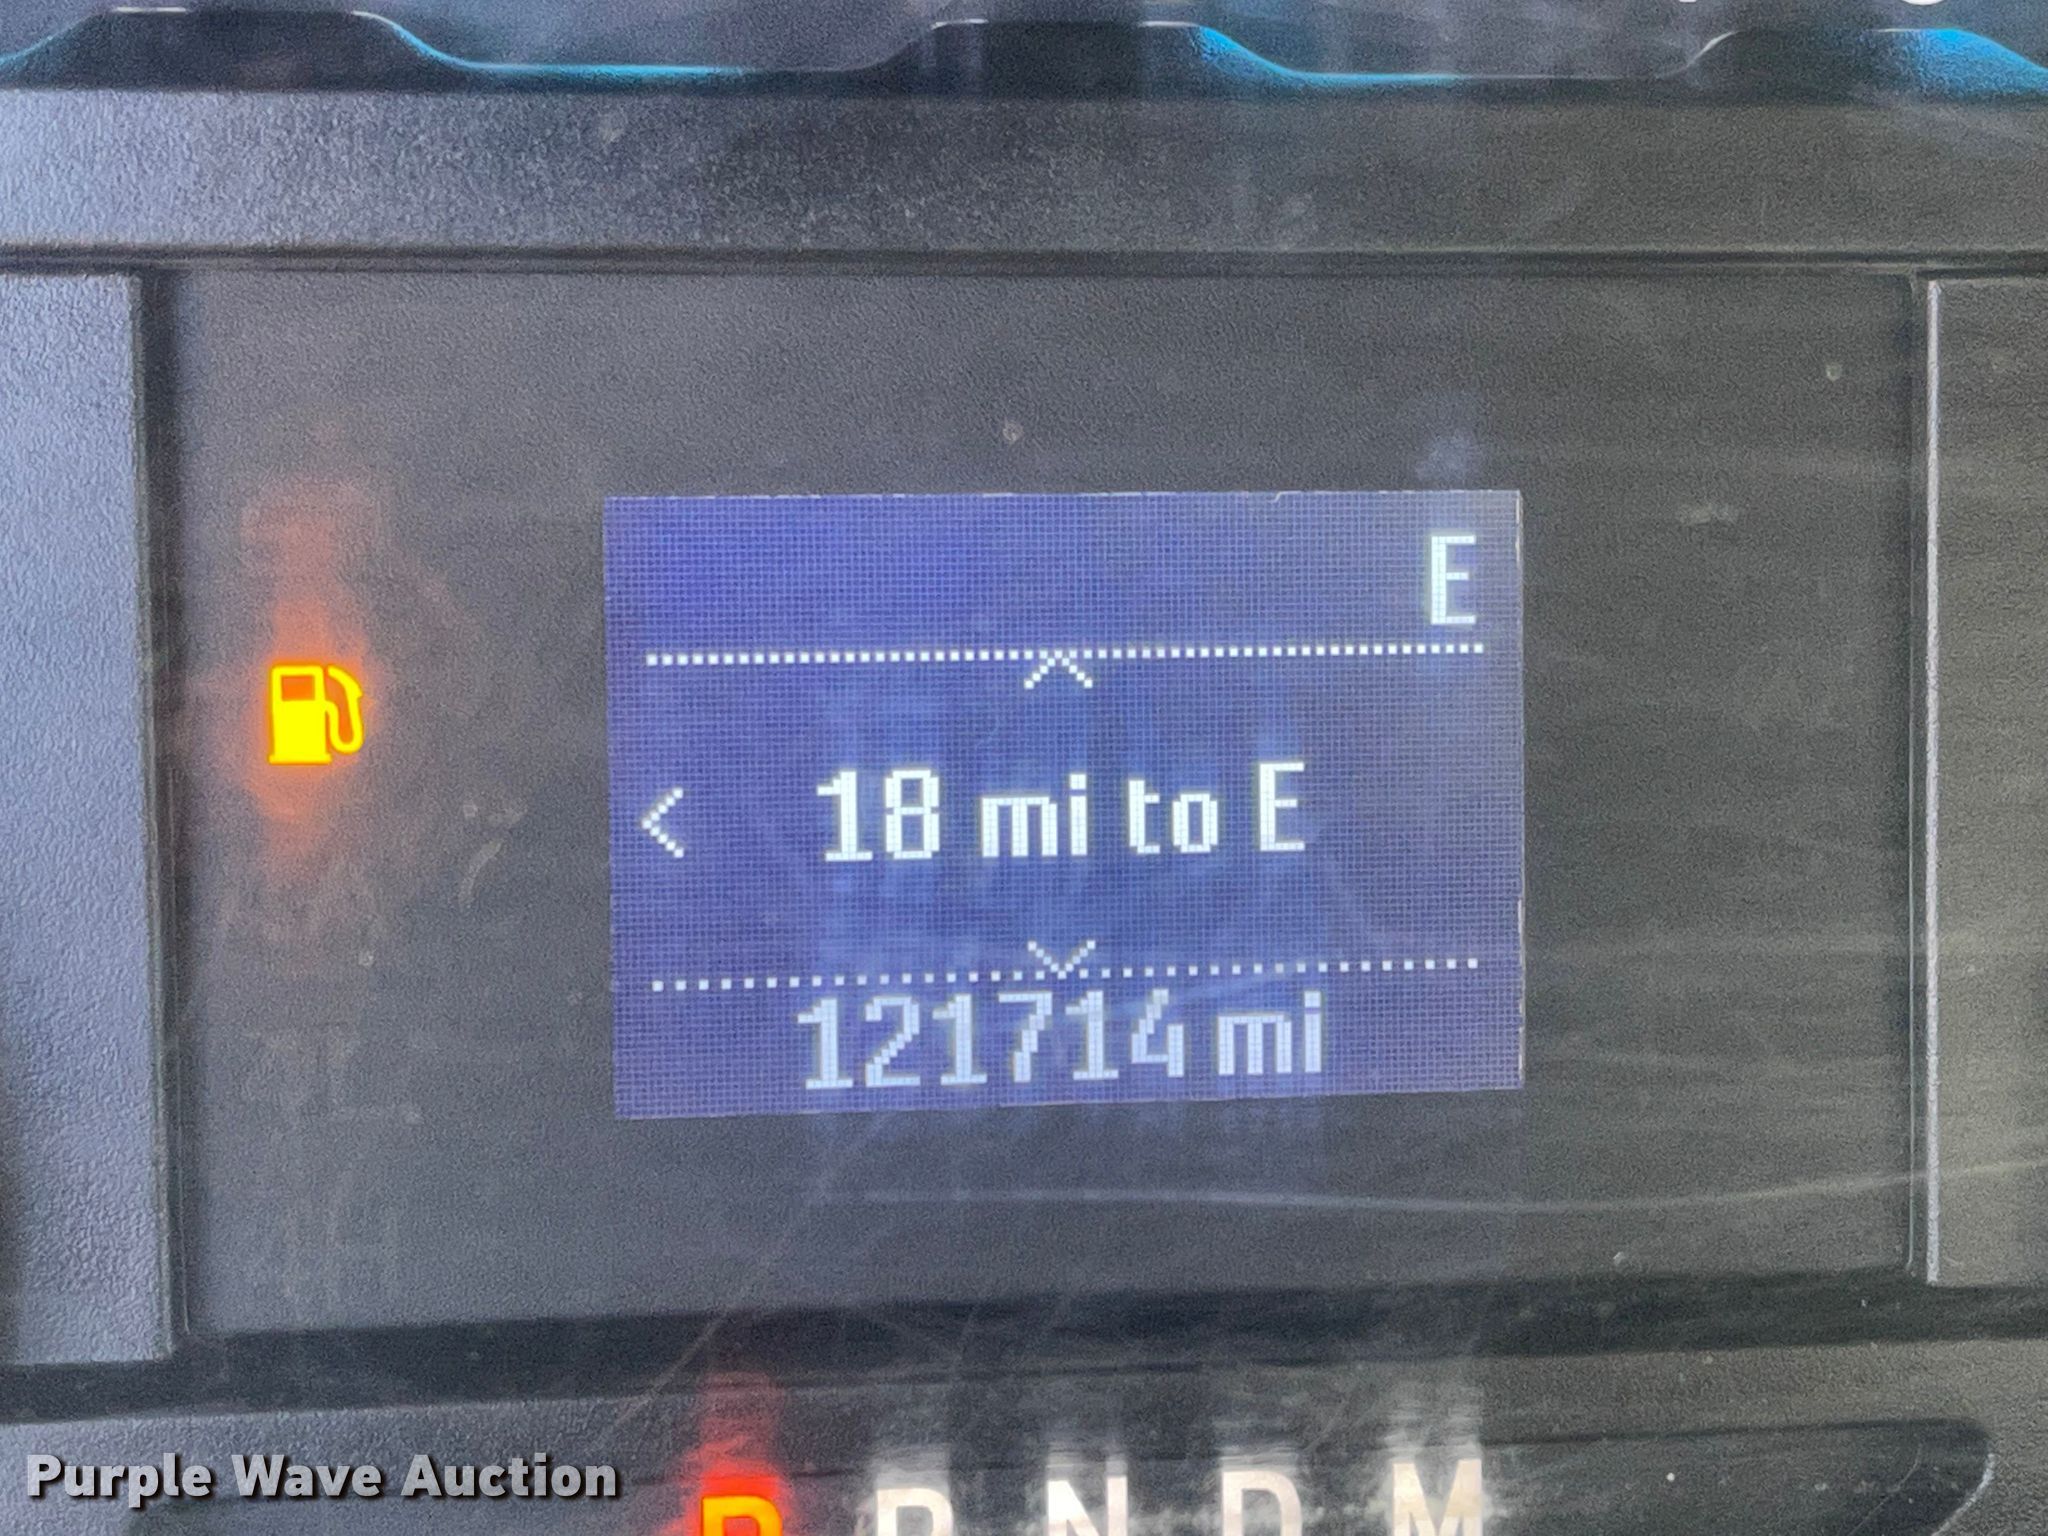 E
18 mi to E
121714 mi
P R N D M
Purple Wave Auction